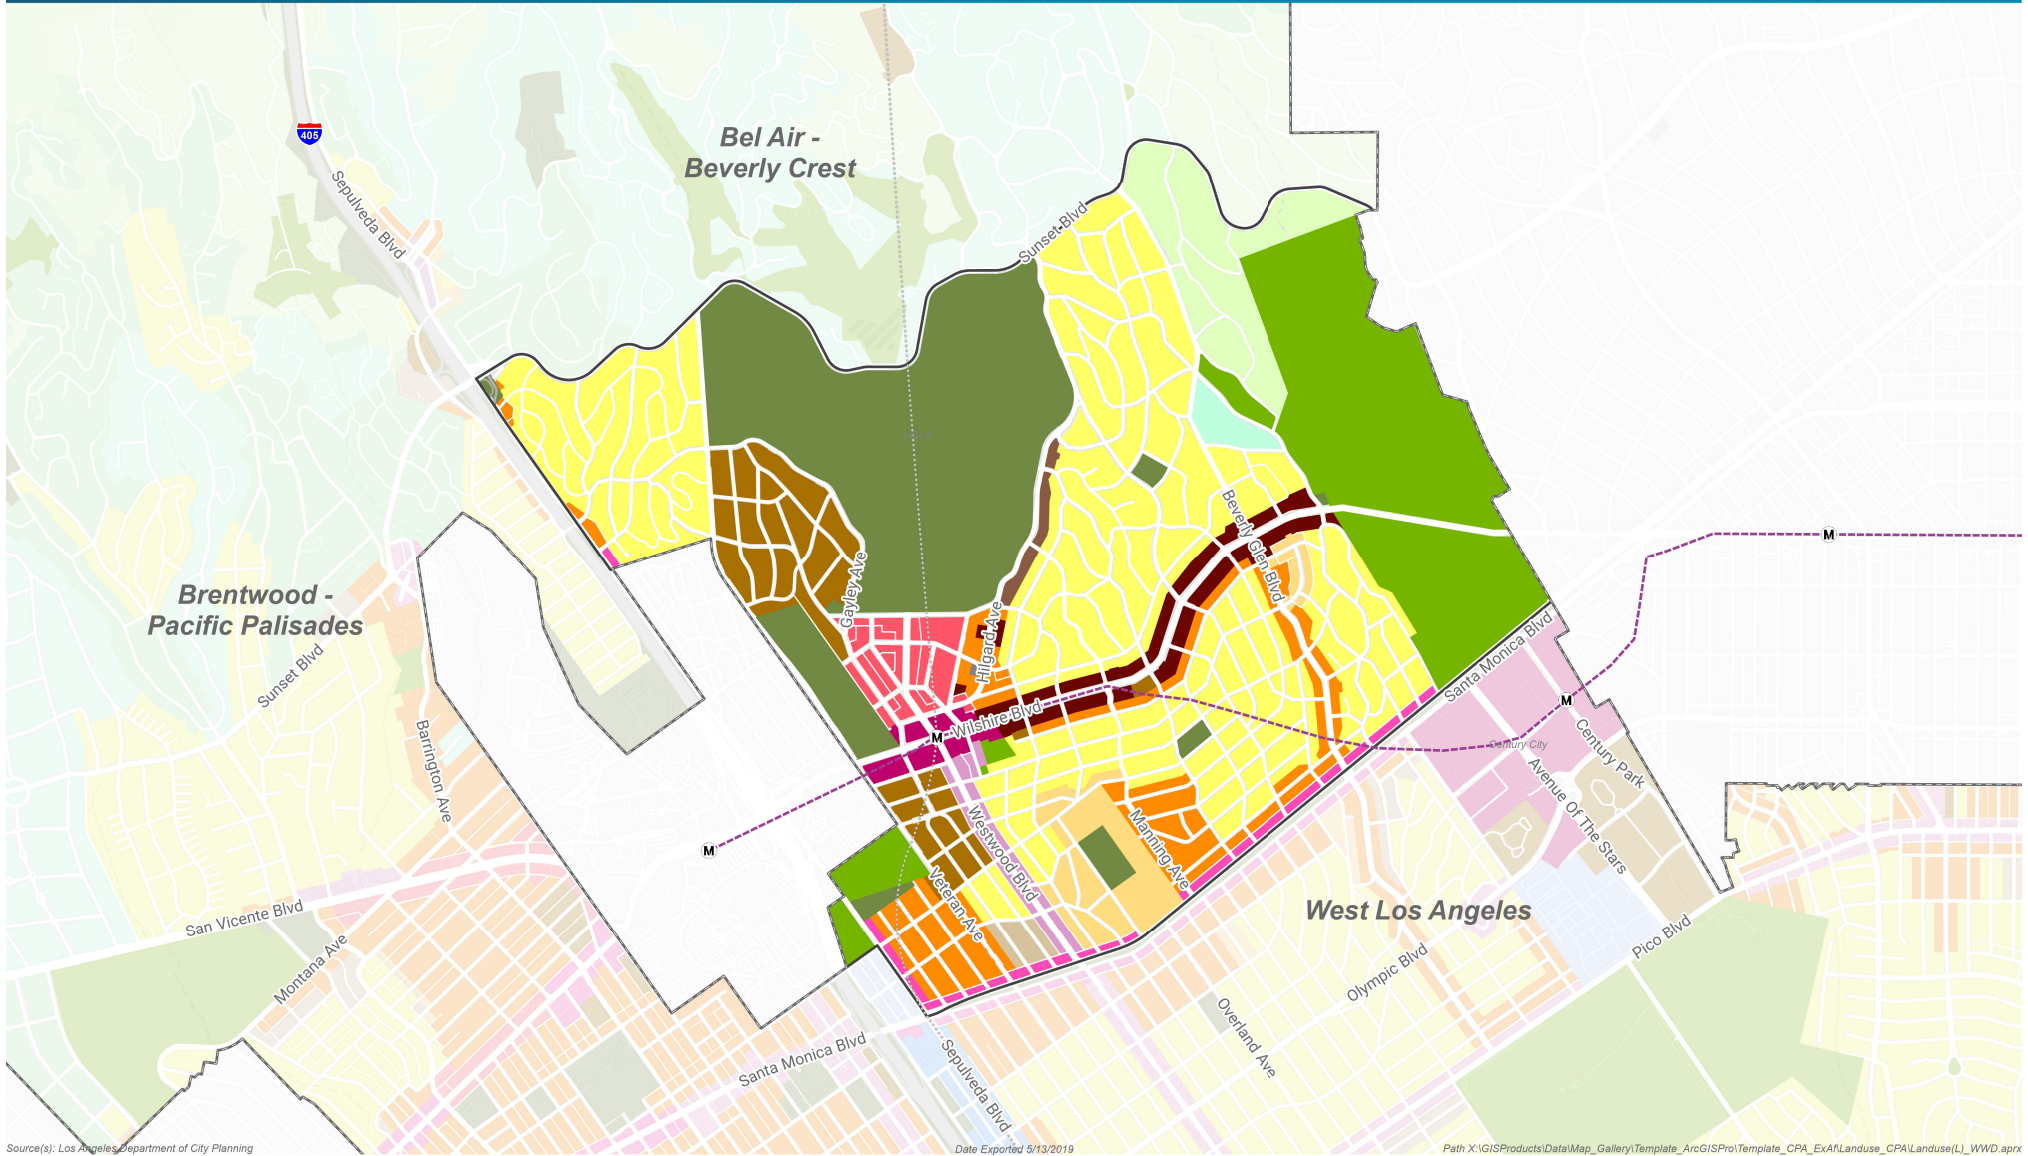 405
Sepulveda Blvd
Bel Air -
Beverly Crest
Sunset Blvd
Brentwood -
Pacific Palisades
Sunset Blvd
Barrington Ave
Gayley Ave
Hilgard Ave
Beverly Glen Blvd
M
Wilshire Blvd
M
Santa Monica Blvd
M
Century City
Century Park
Avenue Of The Stars
M
Westwood Blvd
Manning Ave
Veteran Ave
West Los Angeles
San Vicente Blvd
Montana Ave
Olympic Blvd
Pico Blvd
Overland Ave
Santa Monica Blvd
Sepulveda Blvd
Source(s): Los Angeles Department of City Planning
Date Exported 5/13/2019
Path X:\GISProducts\Data\Map_Gallery\Template_ArcGISPro\Template_CPA_ExAI\Landuse_CPA\Landuse(L)_WWD.aprx